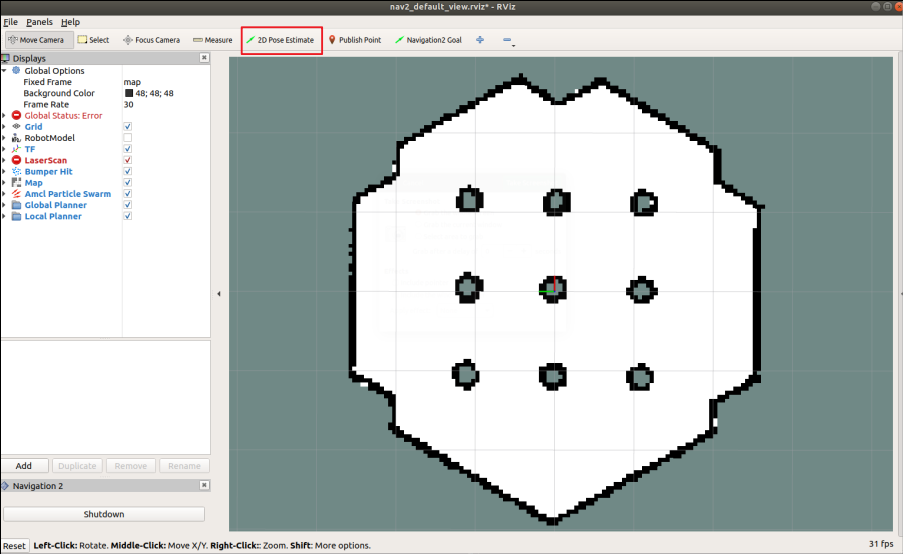 nav2_default_view.rviz* - RViz
File Panels Help
Move Camera Select Focus Camera Measure 2D Pose Estimate Publish Point Navigation2 Goal
Displays
Global Options
Fixed Frame map
Background Color 48; 48; 48
Frame Rate 30
Global Status: Error
Grid
RobotModel
TF
LaserScan
Bumper Hit
Map
Amcl Particle Swarm
Global Planner
Local Planner
Add Duplicate Remove Rename
Navigation 2
Shutdown
Reset Left-Click: Rotate. Middle-Click: Move X/Y. Right-Click:: Zoom. Shift: More options. 31 fps